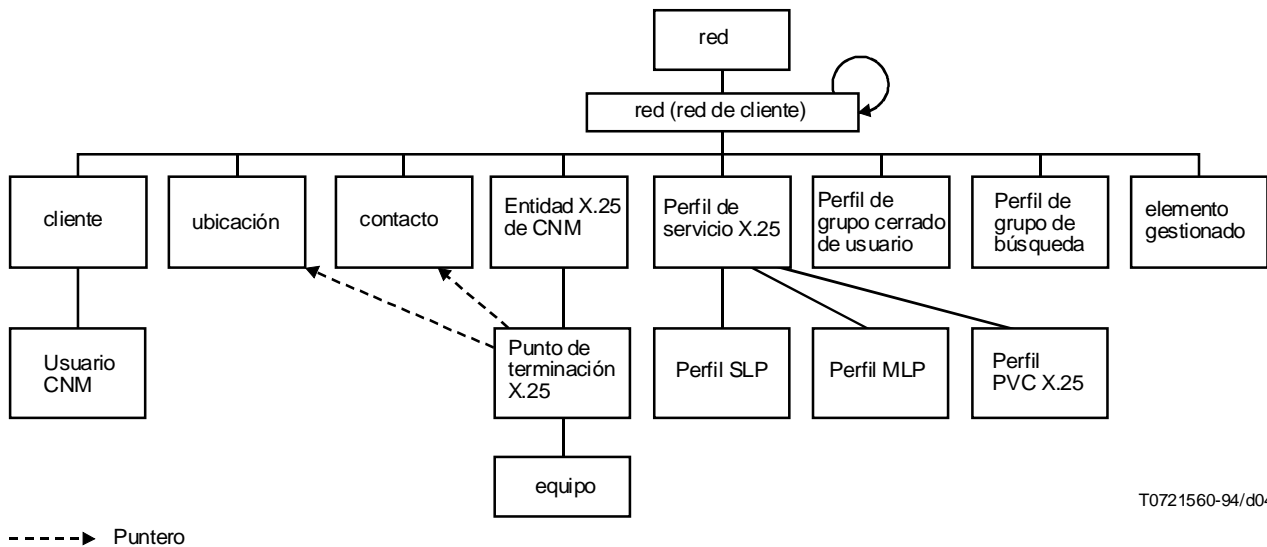 red
red (red de cliente)
cliente
ubicación
contacto
Entidad X.25
de CNM
Perfil de
servicio X.25
Perfil de
grupo cerrado
de usuario
Perfil de
grupo de
búsqueda
elemento
gestionado
Usuario
CNM
Punto de
terminación
X.25
Perfil SLP
Perfil MLP
Perfil
PVC X.25
equipo
T0721560-94/d04
Puntero